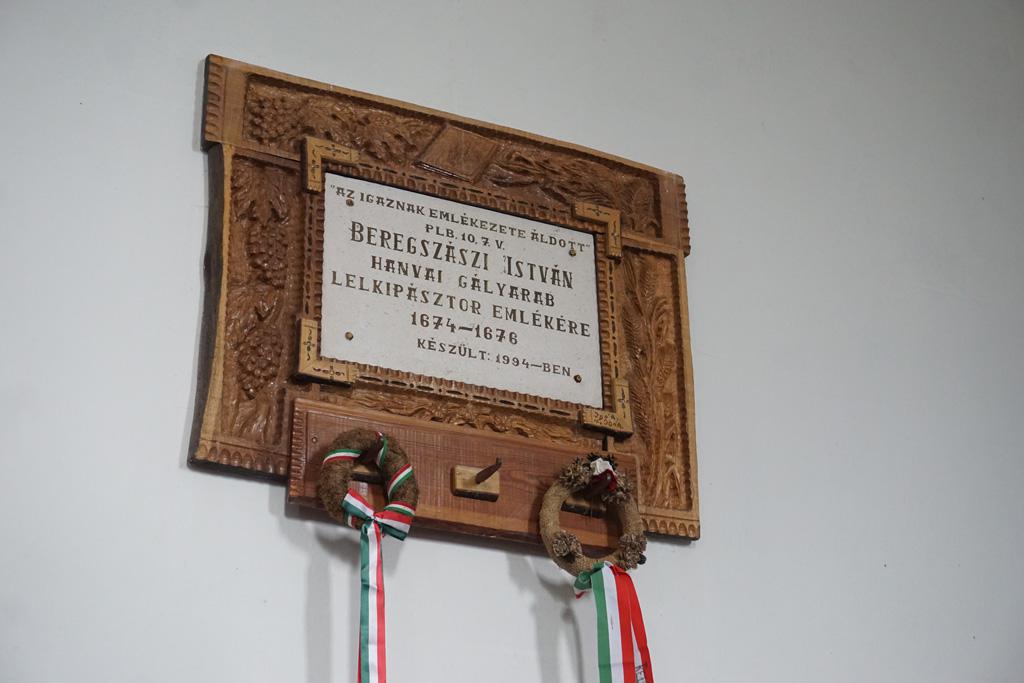 "AZ IGAZNAK EMLÉKEZETE ÁLDOTT"
PLB. 10.7 V.
BEREGSZÁSZI ISTVÁN
HANVAI GÁLYARAB
LELKIPÁSZTOR EMLÉKÉRE
1674–1676
KÉSZÜLT: 1994–BEN